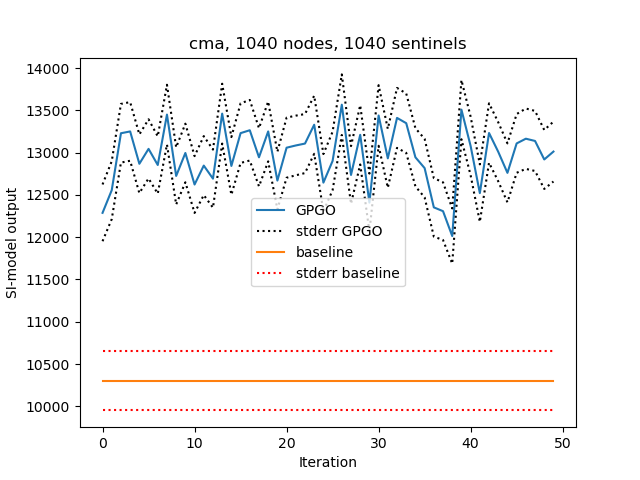 cma, 1040 nodes, 1040 sentinels
14000
13500
13000
12500
12000
11500
11000
10500
10000
SI-model output
GPGO
stderr GPGO
baseline
stderr baseline
0 10 20 30 40 50
Iteration